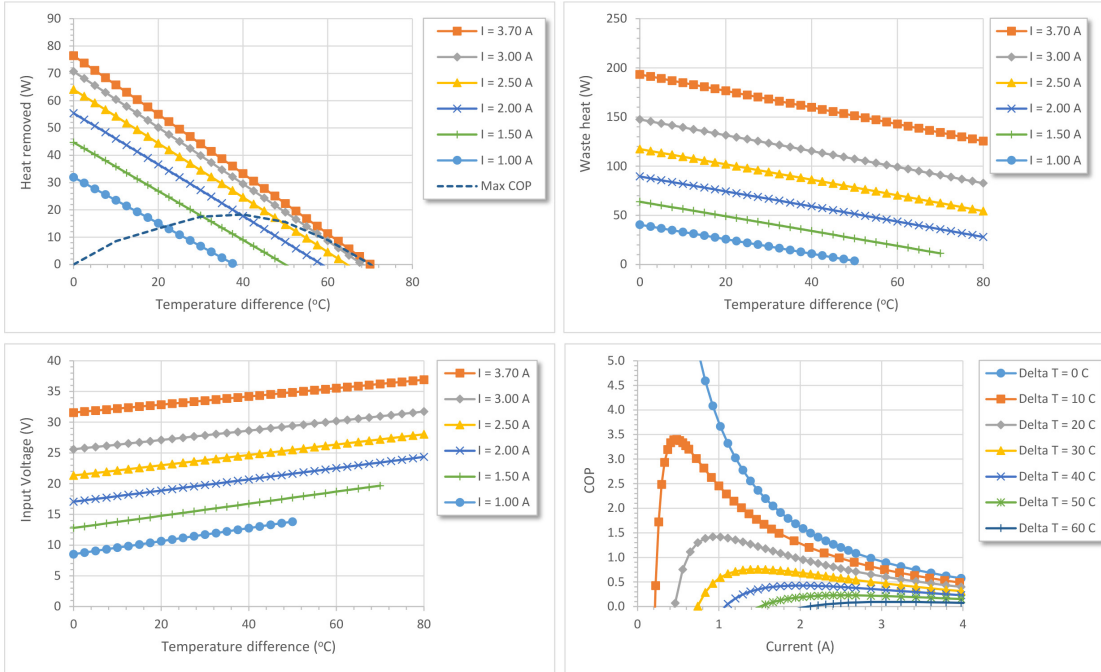 90
80
70
60
50
40
30
20
10
0
Heat removed (W)
0 20 40 60 80
Temperature difference (°C)
I = 3.70 A
I = 3.00 A
I = 2.50 A
I = 2.00 A
I = 1.50 A
I = 1.00 A
Max COP
250
200
150
100
50
0
Waste heat (W)
0 20 40 60 80
Temperature difference (°C)
I = 3.70 A
I = 3.00 A
I = 2.50 A
I = 2.00 A
I = 1.50 A
I = 1.00 A
40
35
30
25
20
15
10
5
0
Input Voltage (V)
0 20 40 60 80
Temperature difference (°C)
I = 3.70 A
I = 3.00 A
I = 2.50 A
I = 2.00 A
I = 1.50 A
I = 1.00 A
5.0
4.5
4.0
3.5
3.0
2.5
2.0
1.5
1.0
0.5
0.0
COP
0 1 2 3 4
Current (A)
Delta T = 0 C
Delta T = 10 C
Delta T = 20 C
Delta T = 30 C
Delta T = 40 C
Delta T = 50 C
Delta T = 60 C